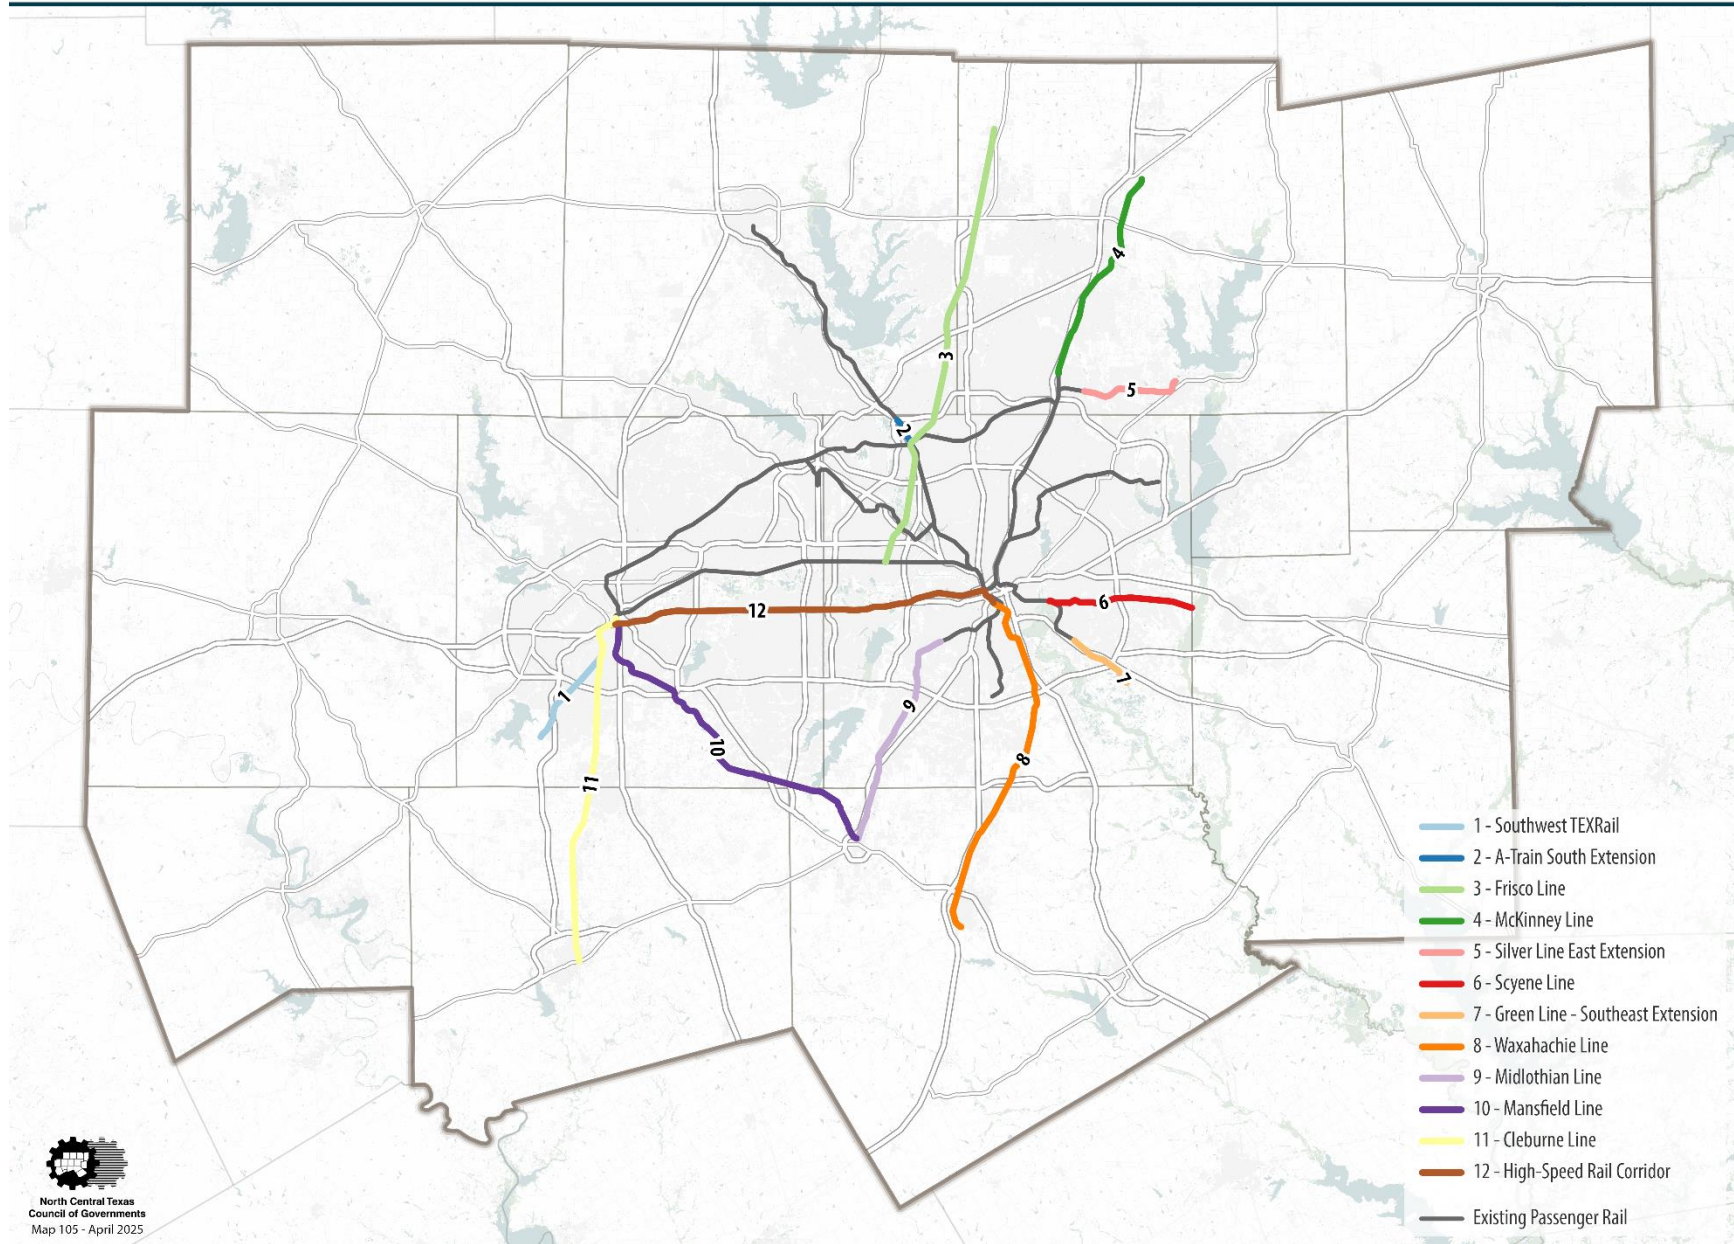 3
4
5
2
12
6
7
1
9
10
8
11
1 - Southwest TEXRail
2 - A-Train South Extension
3 - Frisco Line
4 - McKinney Line
5 - Silver Line East Extension
6 - Scyene Line
7 - Green Line - Southeast Extension
8 - Waxahachie Line
9 - Midlothian Line
10 - Mansfield Line
11 - Cleburne Line
12 - High-Speed Rail Corridor
Existing Passenger Rail
North Central Texas
Council of Governments
Map 105 - April 2025